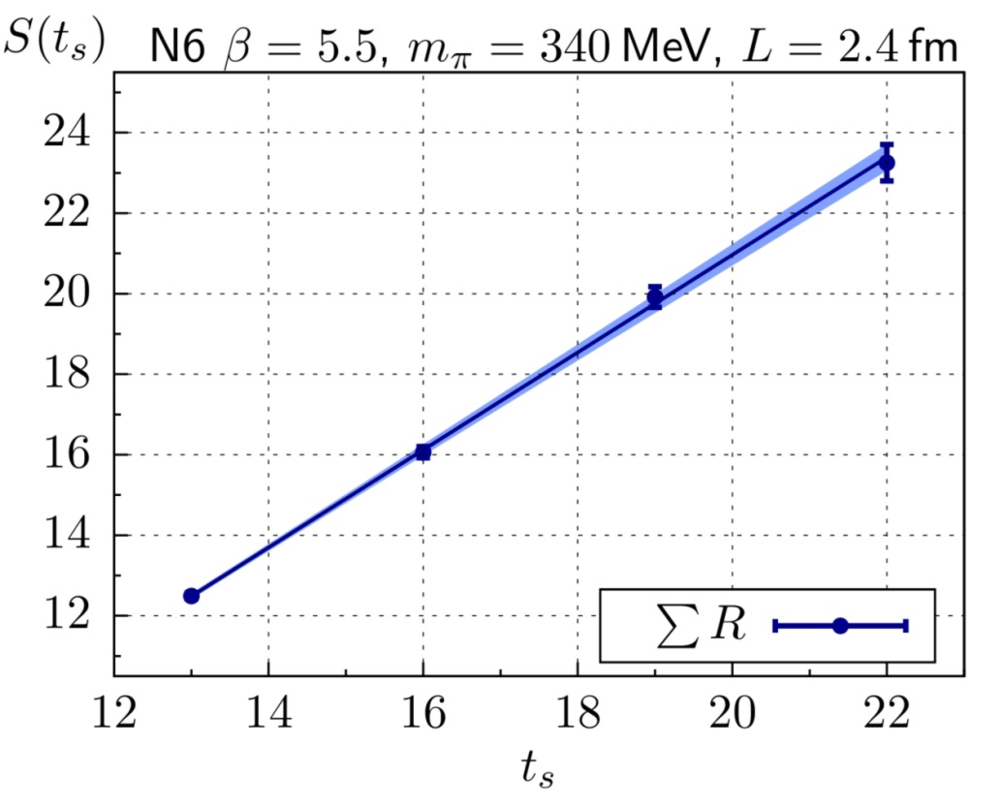 S(t_s) N6 β = 5.5, m_π = 340 MeV, L = 2.4 fm
24
22
20
18
16
14
12
∑ R
12 14 16 18 20 22
t_s